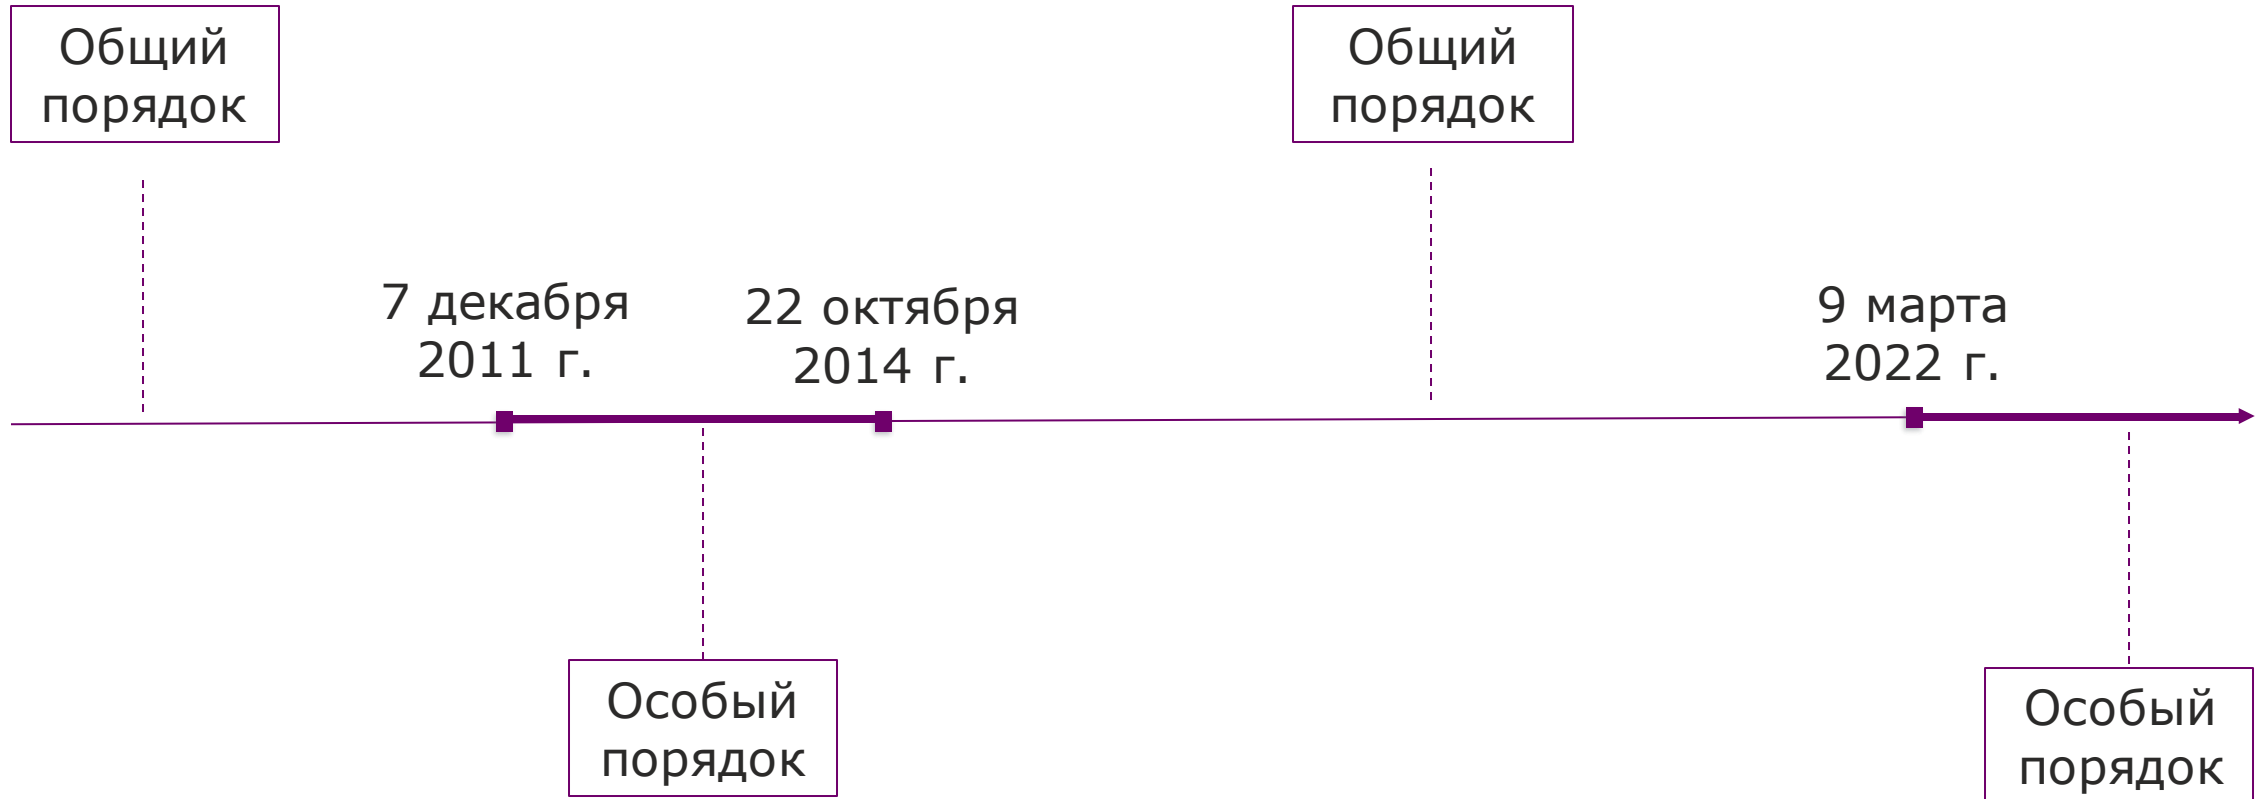 Общий
порядок
Общий
порядок
7 декабря
2011 г.
22 октября
2014 г.
9 марта
2022 г.
Особый
порядок
Особый
порядок